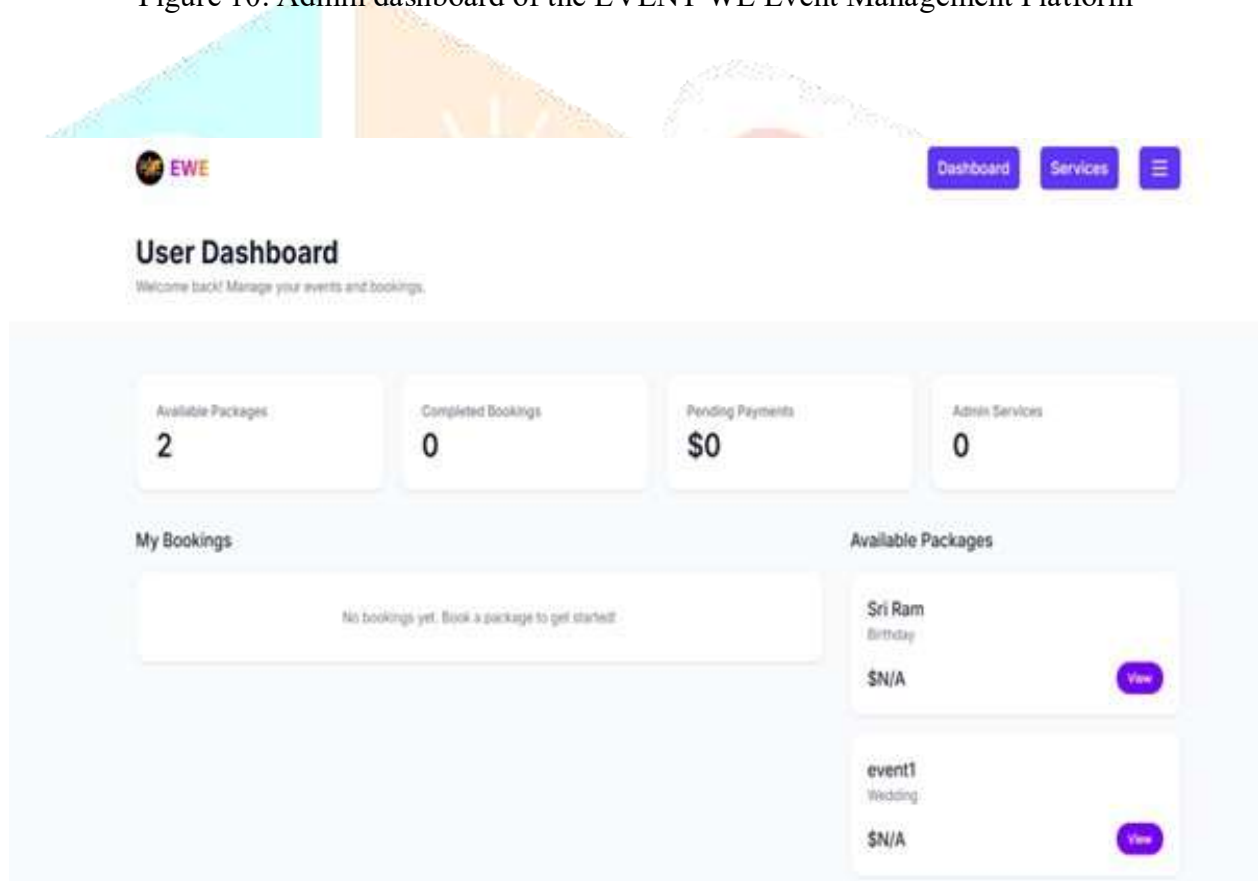 Figure 10: Admin dashboard of the EVENT WE Event Management Platform
EWE
Dashboard
Services
User Dashboard
Welcome back! Manage your events and bookings.
Available Packages
2
Completed Bookings
0
Pending Payments
$0
Admin Services
0
My Bookings
No bookings yet. Book a package to get started!
Available Packages
Sri Ram
Birthday
$N/A
View
event1
Wedding
$N/A
View